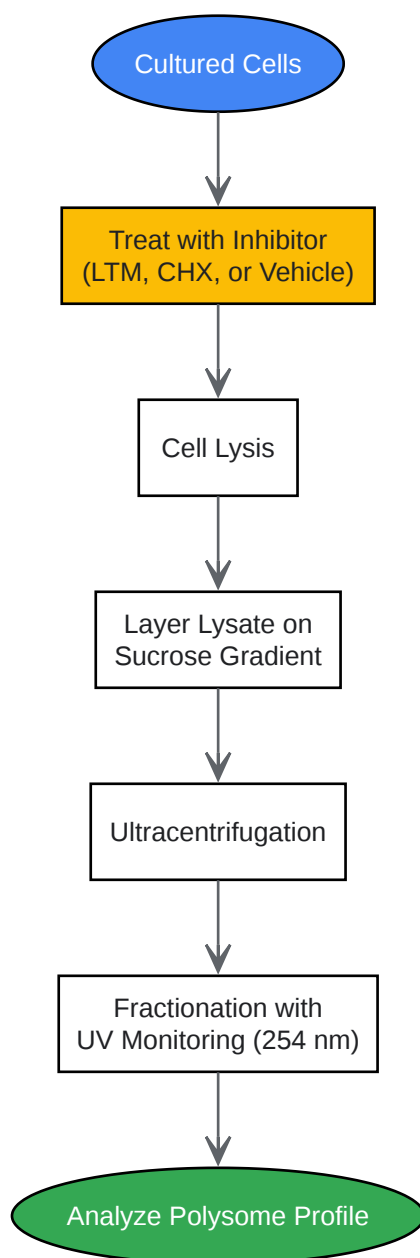 Cultured Cells
Treat with Inhibitor
(LTM, CHX, or Vehicle)
Cell Lysis
Layer Lysate on
Sucrose Gradient
Ultracentrifugation
Fractionation with
UV Monitoring (254 nm)
Analyze Polysome Profile